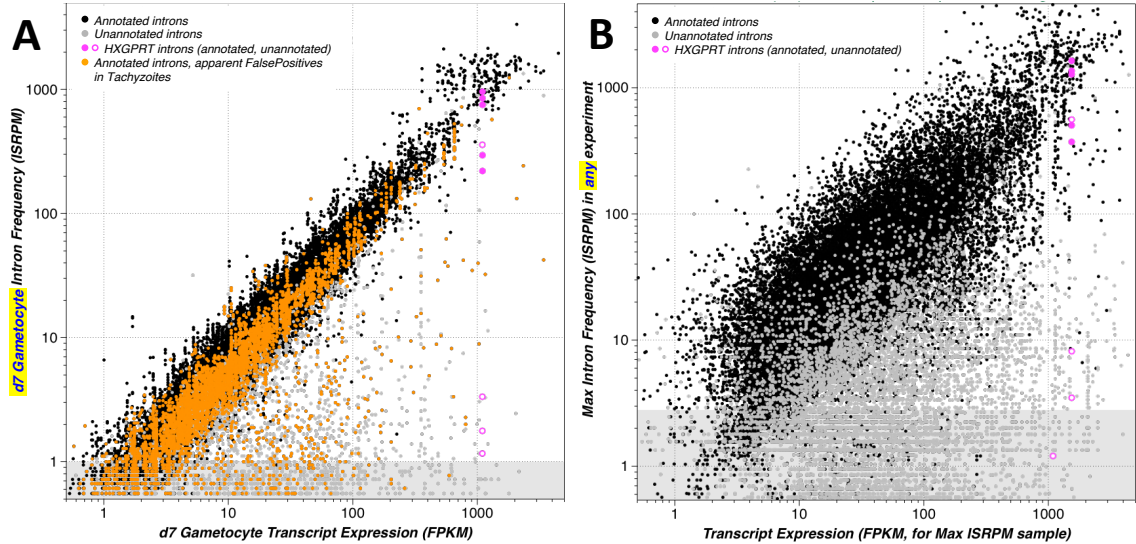 A
Annotated introns
Unannotated introns
HXGPRT introns (annotated, unannotated)
Annotated introns, apparent FalsePositives
in Tachyzoites
d7 Gametocyte Intron Frequency (ISRPM)
1000
100
10
1
1
10
100
1000
d7 Gametocyte Transcript Expression (FPKM)
B
Annotated introns
Unannotated introns
HXGPRT introns (annotated, unannotated)
Max Intron Frequency (ISRPM) in any experiment
1000
100
10
1
1
10
100
1000
Transcript Expression (FPKM, for Max ISRPM sample)